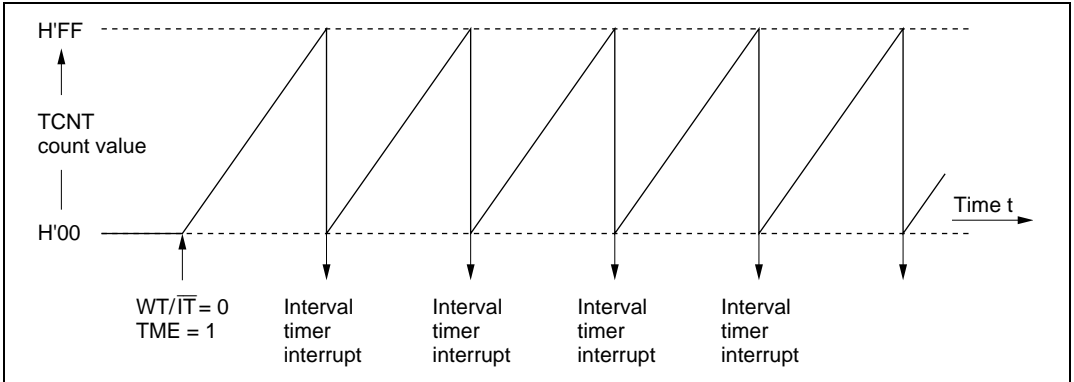 H'FF
TCNT
count value
Time t
H'00
WT/I̅T̅ = 0
TME = 1
Interval
timer
interrupt
Interval
timer
interrupt
Interval
timer
interrupt
Interval
timer
interrupt